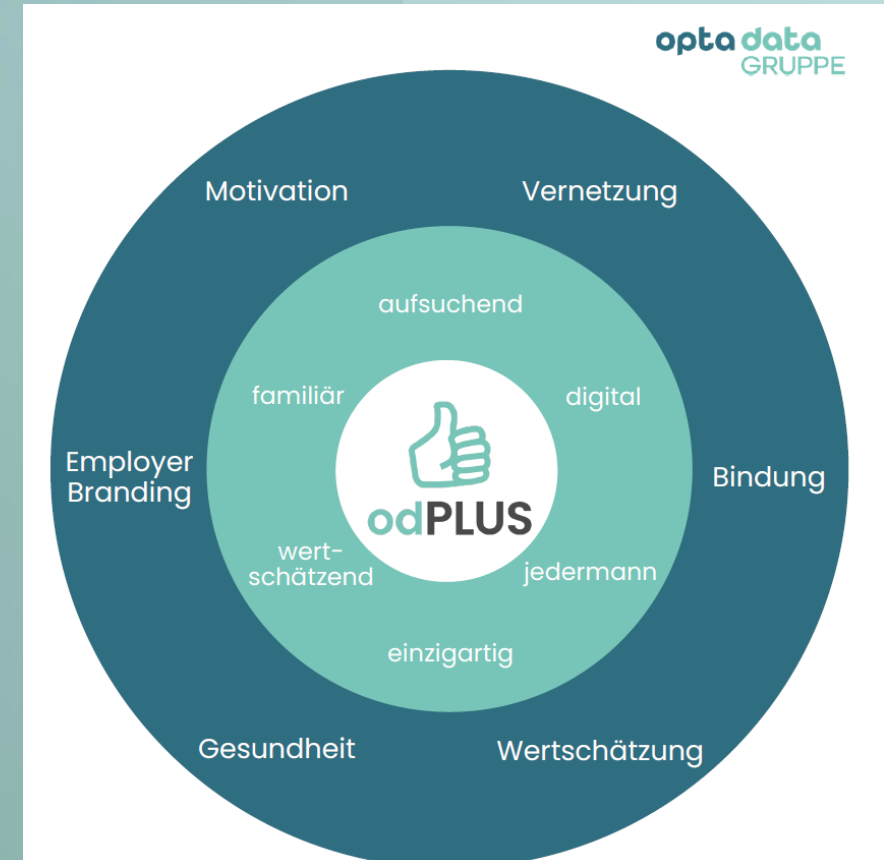 opta data
GRUPPE
Motivation
Vernetzung
aufsuchend
familiär
digital
Employer
Branding
Bindung
odPLUS
wert-
schätzend
jedermann
einzigartig
Gesundheit
Wertschätzung